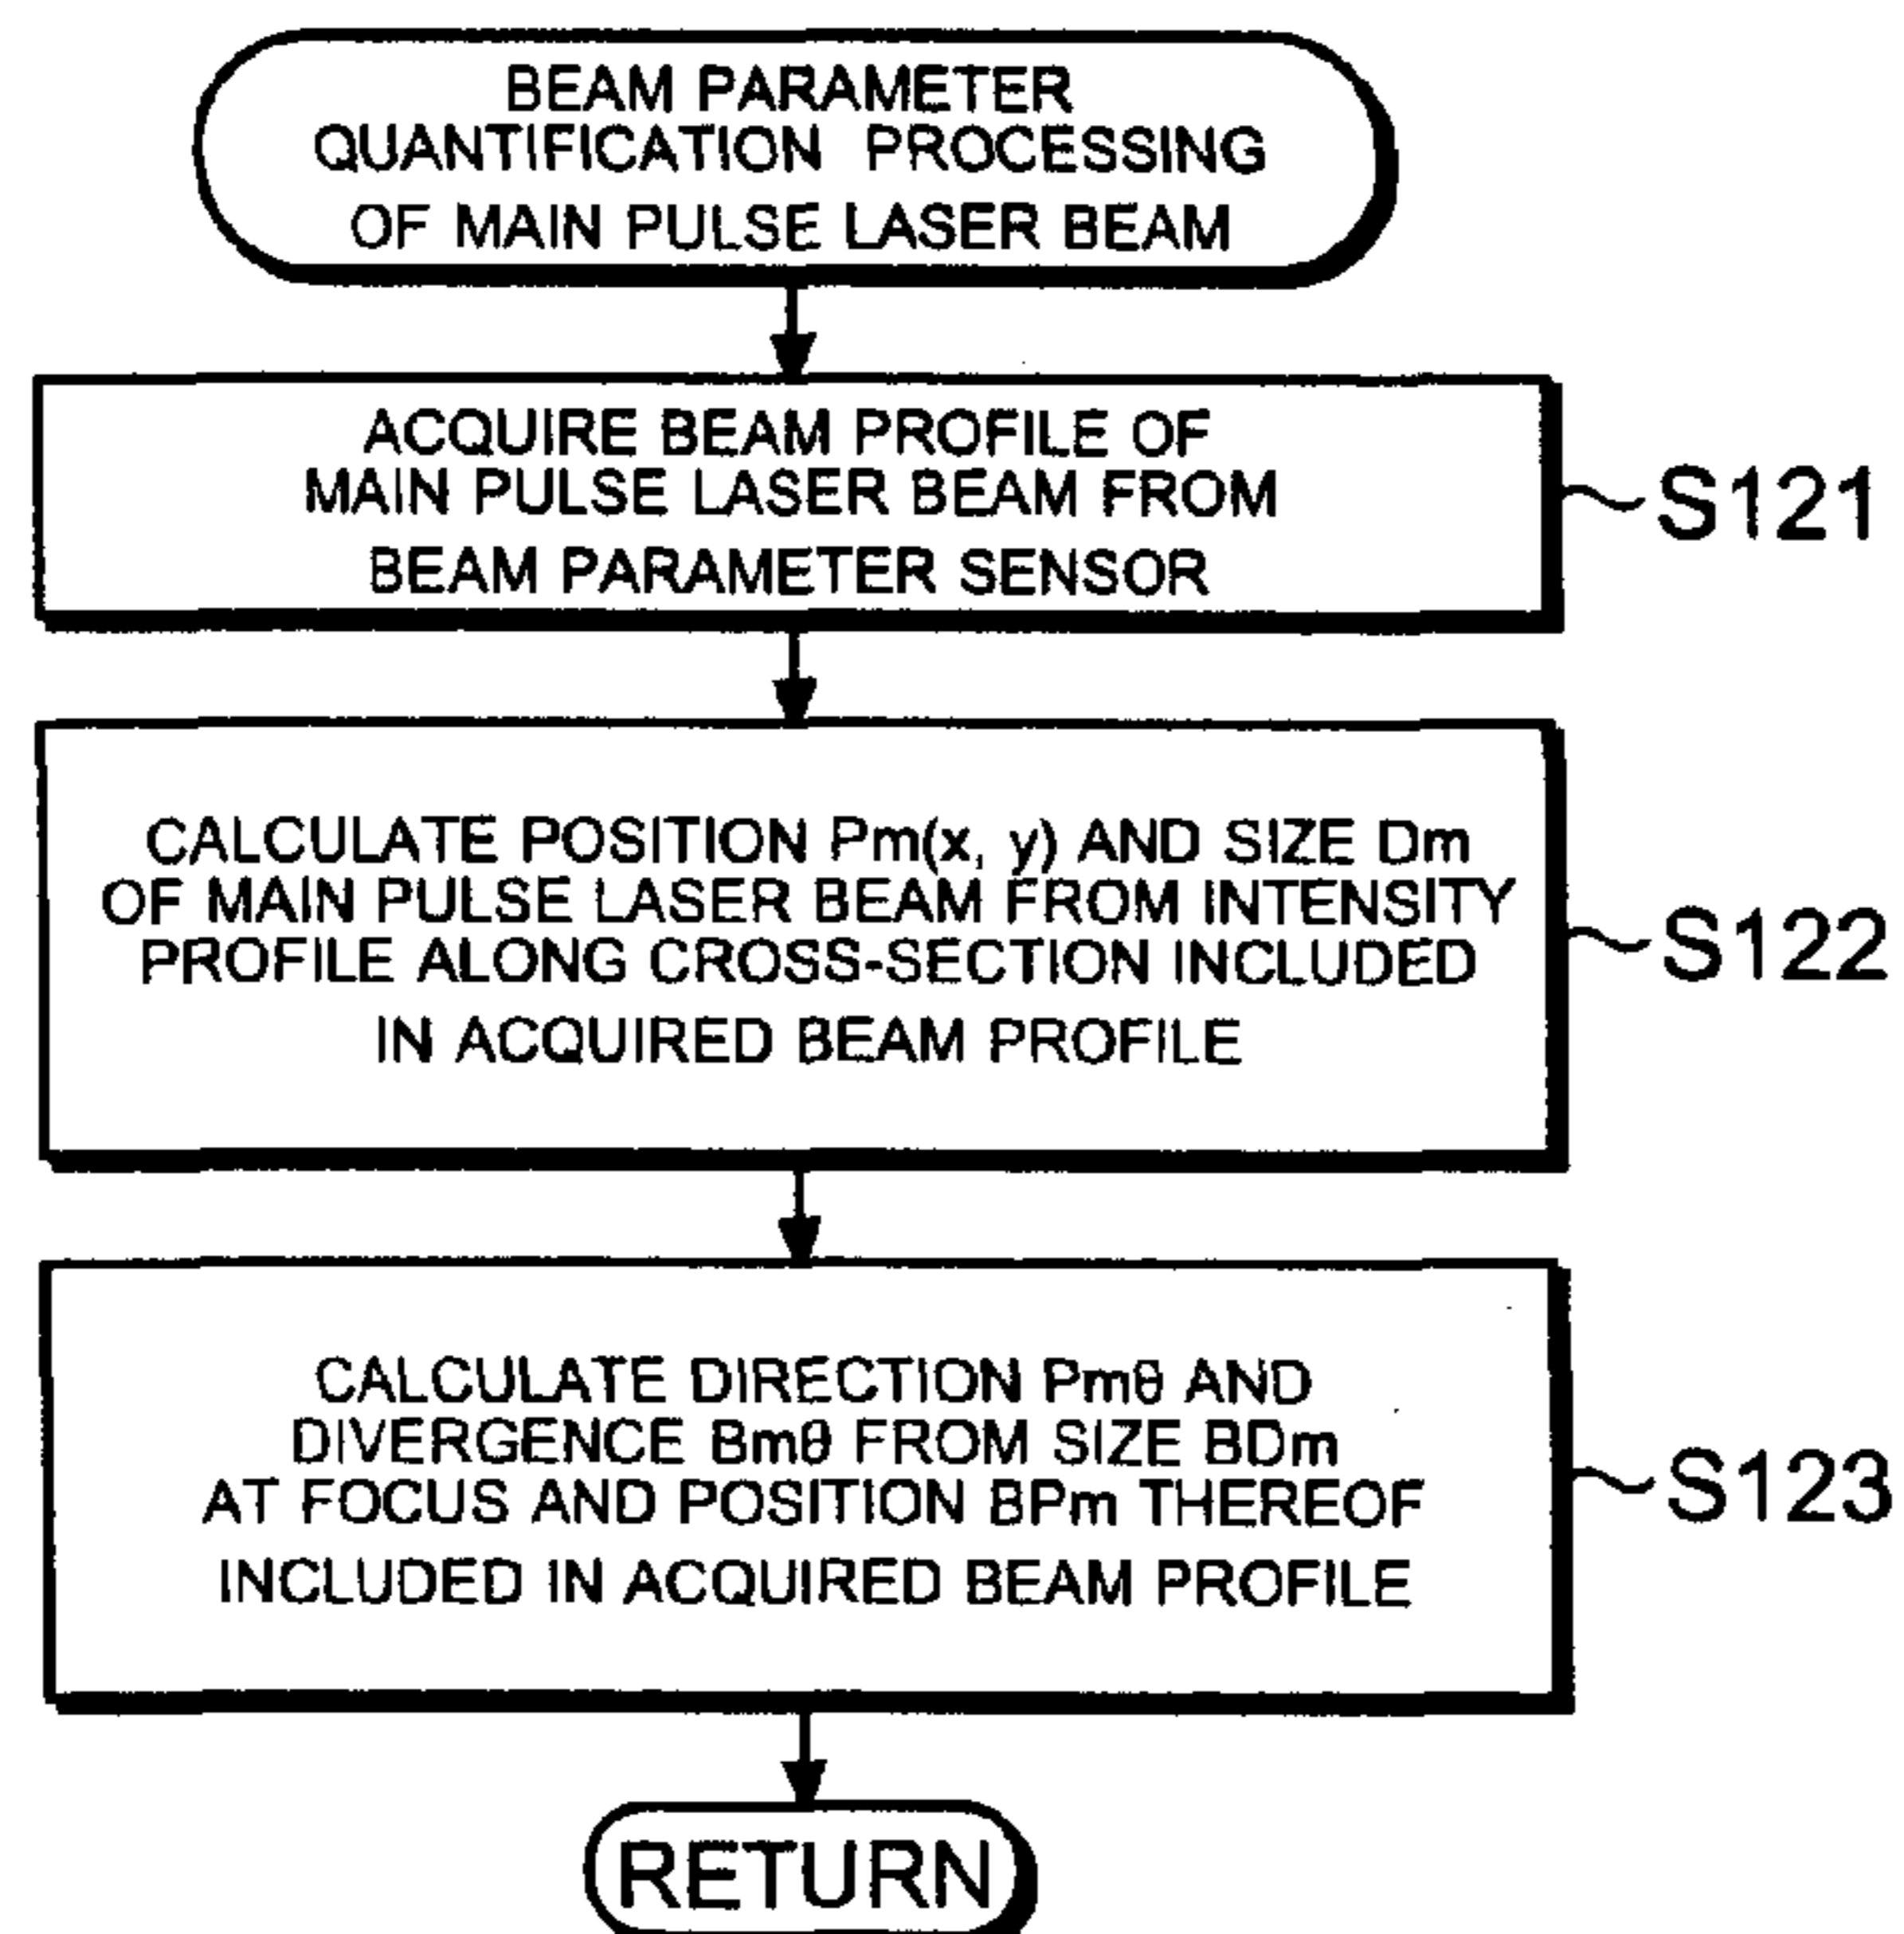 BEAM PARAMETER
QUANTIFICATION PROCESSING
OF MAIN PULSE LASER BEAM
ACQUIRE BEAM PROFILE OF
MAIN PULSE LASER BEAM FROM
BEAM PARAMETER SENSOR
S121
CALCULATE POSITION Pm(x, y) AND SIZE Dm
OF MAIN PULSE LASER BEAM FROM INTENSITY
PROFILE ALONG CROSS-SECTION INCLUDED
IN ACQUIRED BEAM PROFILE
S122
CALCULATE DIRECTION Pmθ AND
DIVERGENCE Bmθ FROM SIZE BDm
AT FOCUS AND POSITION BPm THEREOF
INCLUDED IN ACQUIRED BEAM PROFILE
S123
RETURN